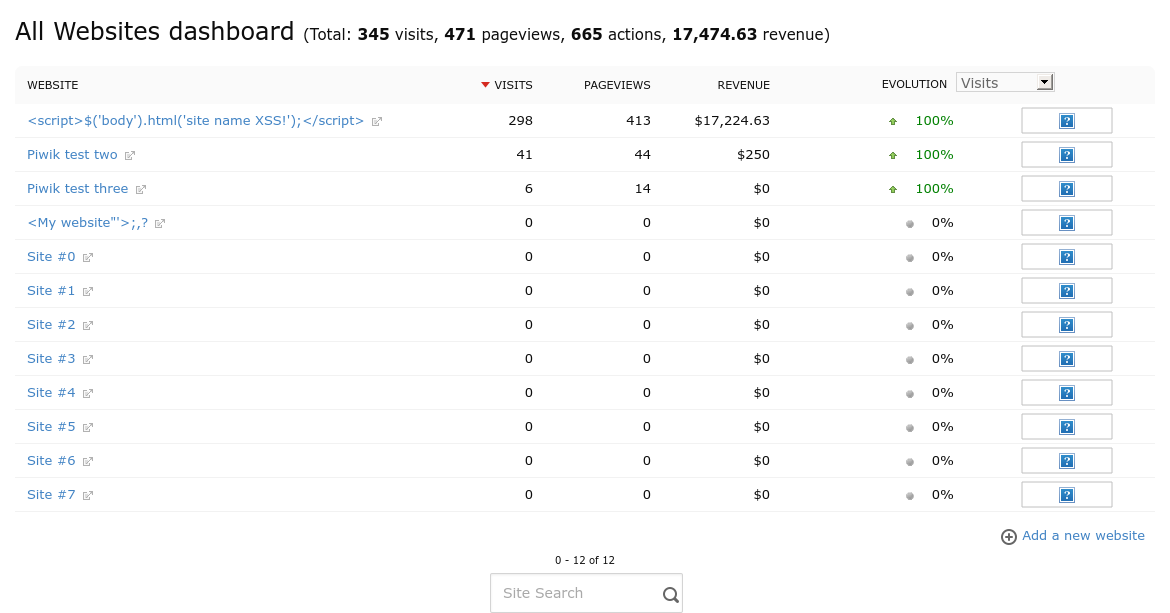 All Websites dashboard (Total: 345 visits, 471 pageviews, 665 actions, 17,474.63 revenue)
WEBSITE VISITS PAGEVIEWS REVENUE EVOLUTION Visits
<script>$('body').html('site name XSS!');</script> 298 413 $17,224.63 100% ?
Piwik test two 41 44 $250 100% ?
Piwik test three 6 14 $0 100% ?
<My website"'>;,? 0 0 $0 0% ?
Site #0 0 0 $0 0% ?
Site #1 0 0 $0 0% ?
Site #2 0 0 $0 0% ?
Site #3 0 0 $0 0% ?
Site #4 0 0 $0 0% ?
Site #5 0 0 $0 0% ?
Site #6 0 0 $0 0% ?
Site #7 0 0 $0 0% ?
Add a new website
0 - 12 of 12
Site Search